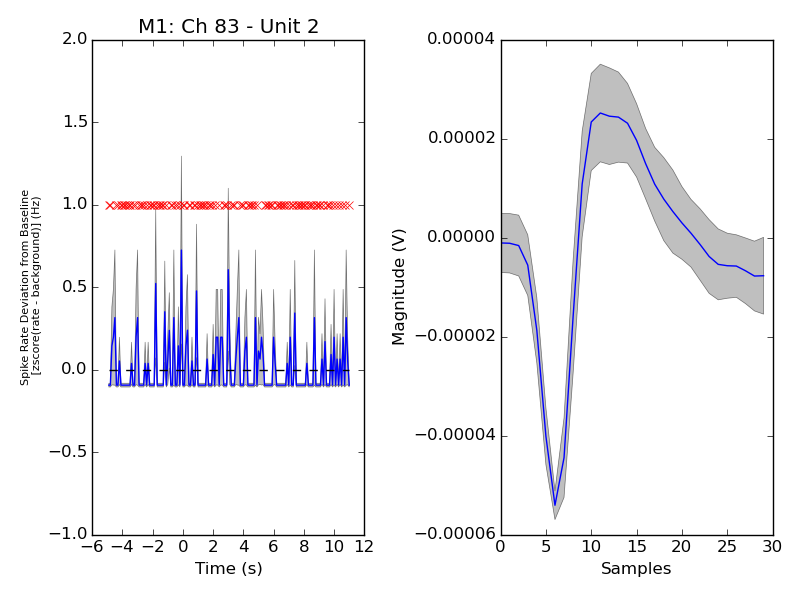 M1: Ch 83 - Unit 2
2.0
1.5
1.0
0.5
0.0
−0.5
−1.0
−6 −4 −2 0 2 4 6 8 10 12
Time (s)
Spike Rate Deviation from Baseline
[zscore(rate - background)] (Hz)
0.00004
0.00002
0.00000
−0.00002
−0.00004
−0.00006
0 5 10 15 20 25 30
Samples
Magnitude (V)